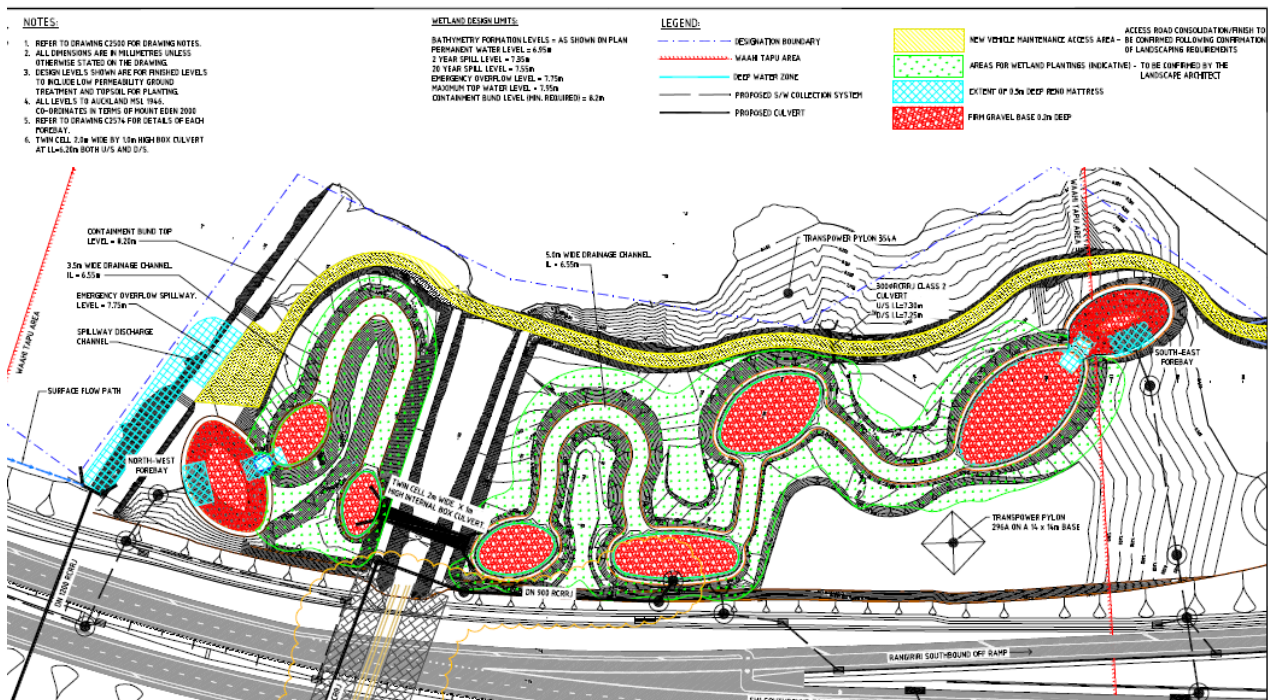 NOTES:
1. REFER TO DRAWING C2500 FOR DRAWING NOTES.
2. ALL DIMENSIONS ARE IN MILLIMETRES UNLESS
OTHERWISE STATED ON THE DRAWING.
3. DESIGN LEVELS SHOWN ARE FOR FINISHED LEVELS
TO INCLUDE LOW PERMEABILITY GROUND
TREATMENT AND TOPSOIL FOR PLANTING.
4. ALL LEVELS TO AUCKLAND MSL 1946.
CO-ORDINATES IN TERMS OF MOUNT EDEN 2000
5. REFER TO DRAWING C2574 FOR DETAILS OF EACH
FOREBAY.
6. TWIN CELL 2.0m WIDE BY 1.0m HIGH BOX CULVERT
AT I.L=6.20m BOTH U/S AND D/S.
WETLAND DESIGN LIMITS:
BATHYMETRY FORMATION LEVELS = AS SHOWN ON PLAN
PERMANENT WATER LEVEL = 6.95m
2 YEAR SPILL LEVEL = 7.35m
20 YEAR SPILL LEVEL = 7.55m
EMERGENCY OVERFLOW LEVEL = 7.75m
MAXIMUM TOP WATER LEVEL = 7.95m
CONTAINMENT BUND LEVEL (MIN. REQUIRED) = 8.2m
LEGEND:
DESIGNATION BOUNDARY
WAAHI TAPU AREA
DEEP WATER ZONE
PROPOSED S/W COLLECTION SYSTEM
PROPOSED CULVERT
NEW VEHICLE MAINTENANCE ACCESS AREA - ACCESS ROAD CONSOLIDATION/FINISH TO
BE CONFIRMED FOLLOWING CONFIRMATION
OF LANDSCAPING REQUIREMENTS
AREAS FOR WETLAND PLANTINGS (INDICATIVE) - TO BE CONFIRMED BY THE
LANDSCAPE ARCHITECT
EXTENT OF 0.5m DEEP RENO MATTRESS
FIRM GRAVEL BASE 0.2m DEEP
WAAHI TAPU AREA
CONTAINMENT BUND TOP
LEVEL = 8.20m
3.5m WIDE DRAINAGE CHANNEL
IL = 6.55m
EMERGENCY OVERFLOW SPILLWAY.
LEVEL = 7.75m
SPILLWAY DISCHARGE
CHANNEL
SURFACE FLOW PATH
NORTH-WEST
FOREBAY
5.0m WIDE DRAINAGE CHANNEL
IL = 6.55m
TRANSPOWER PYLON 354A
300ØRCRRJ CLASS 2
CULVERT
U/S I.L=7.30m
D/S I.L=7.25m
WAAHI TAPU AREA
SOUTH-EAST
FOREBAY
TWIN CELL 2m WIDE X 1m
HIGH INTERNAL BOX CULVERT
TRANSPOWER PYLON
296A ON A 14 x 14m BASE
DN 1200 RCRRJ
DN 900 RCRRJ
RANGIRIRI SOUTHBOUND OFF RAMP